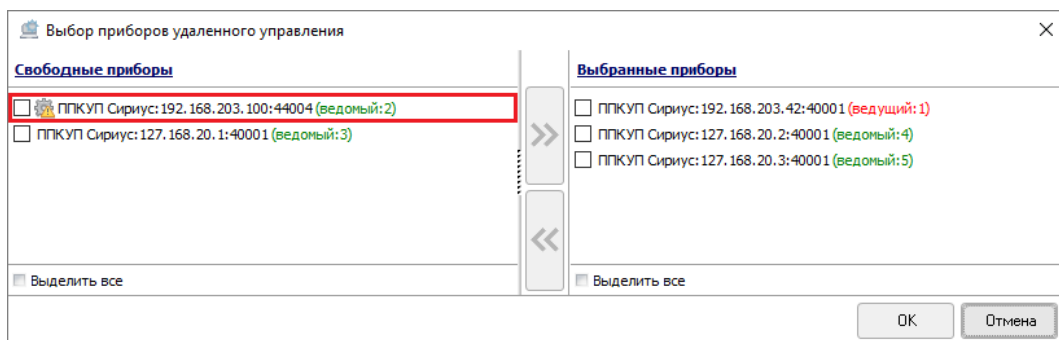 Выбор приборов удаленного управления
Свободные приборы
ППКУП Сириус:192.168.203.100:44004 (ведомый:2)
ППКУП Сириус:127.168.20.1:40001 (ведомый:3)
Выделить все
Выбранные приборы
ППКУП Сириус:192.168.203.42:40001 (ведущий:1)
ППКУП Сириус:127.168.20.2:40001 (ведомый:4)
ППКУП Сириус:127.168.20.3:40001 (ведомый:5)
Выделить все
ОК
Отмена